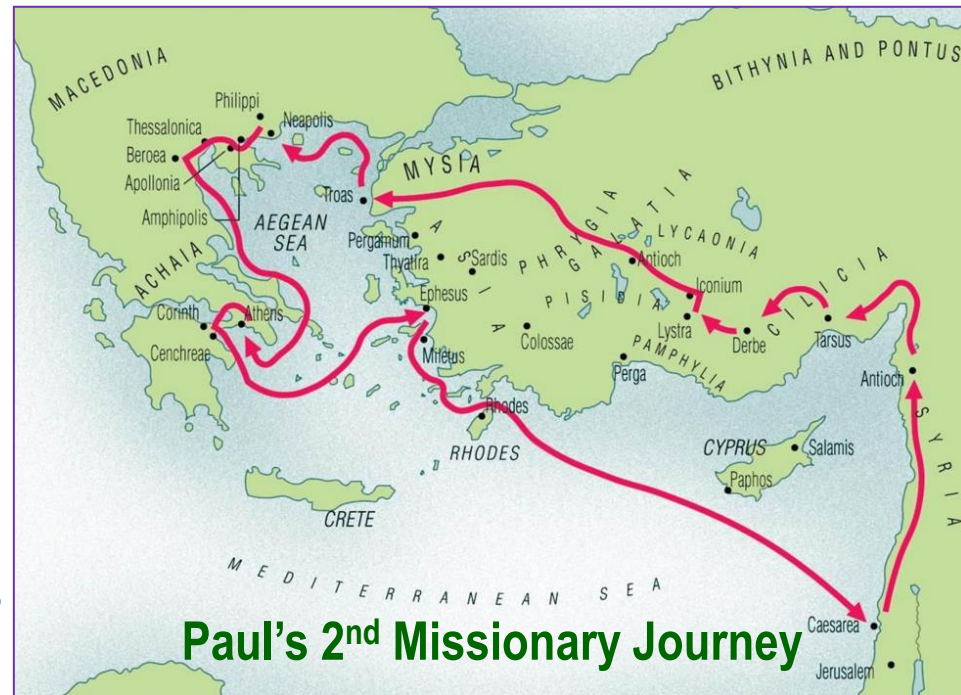 MACEDONIA
BITHYNIA AND PONTUS
Philippi
Neapolis
Thessalonica
Beroea
Apollonia
Amphipolis
MYSIA
Troas
AEGEAN
SEA
ACHAIA
Pergamum
Thyatira
Sardis
ASIA
PHRYGIA
GALATIA
LYCAONIA
Antioch
Iconium
PISIDIA
CILICIA
Ephesus
Corinth
Athens
Cenchreae
Miletus
Colossae
Lystra
Derbe
Tarsus
PAMPHYLIA
Perga
Antioch
SYRIA
Rhodes
RHODES
CYPRUS
Salamis
Paphos
CRETE
MEDITERRANEAN SEA
Caesarea
Jerusalem
Paul's 2nd Missionary Journey